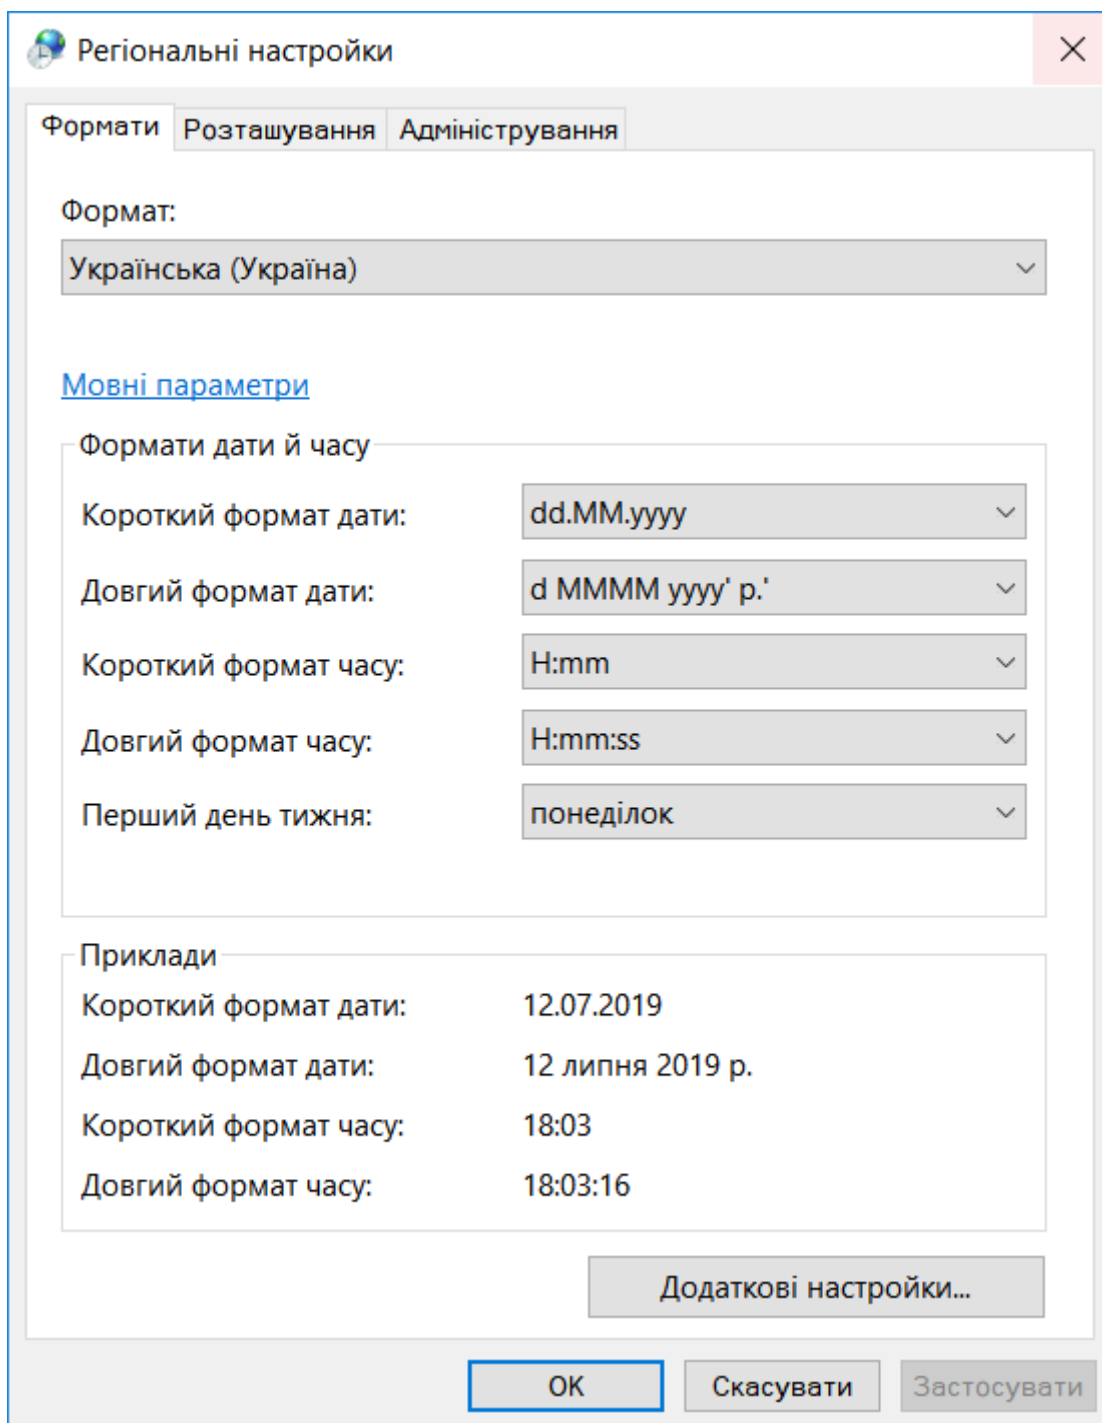 Регіональні настройки
Формати Розташування Адміністрування
Формат:
Українська (Україна)
Мовні параметри
Формати дати й часу
Короткий формат дати: dd.MM.yyyy
Довгий формат дати: d MMMM yyyy' р.'
Короткий формат часу: H:mm
Довгий формат часу: H:mm:ss
Перший день тижня: понеділок
Приклади
Короткий формат дати: 12.07.2019
Довгий формат дати: 12 липня 2019 р.
Короткий формат часу: 18:03
Довгий формат часу: 18:03:16
Додаткові настройки...
OK Скасувати Застосувати